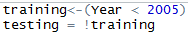 training<-(Year < 2005)
testing = !training